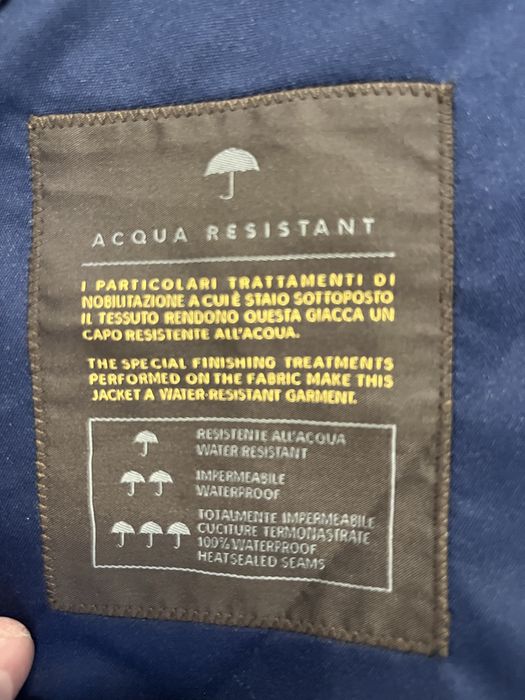 ACQUA RESISTANT
I PARTICOLARI TRATTAMENTI DI
NOBILITAZIONE A CUI È STAIO SOTTOPOSTO
IL TESSUTO RENDONO QUESTA GIACCA UN
CAPO RESISTENTE ALL'ACQUA.
THE SPECIAL FINISHING TREATMENTS
PERFORMED ON THE FABRIC MAKE THIS
JACKET A WATER-RESISTANT GARMENT.
RESISTENTE ALL'ACQUA
WATER RESISTANT
IMPERMEABILE
WATERPROOF
TOTALMENTE IMPERMEABILE
CUCITURE TERMONASTRATE
100% WATERPROOF
HEATSEALED SEAMS